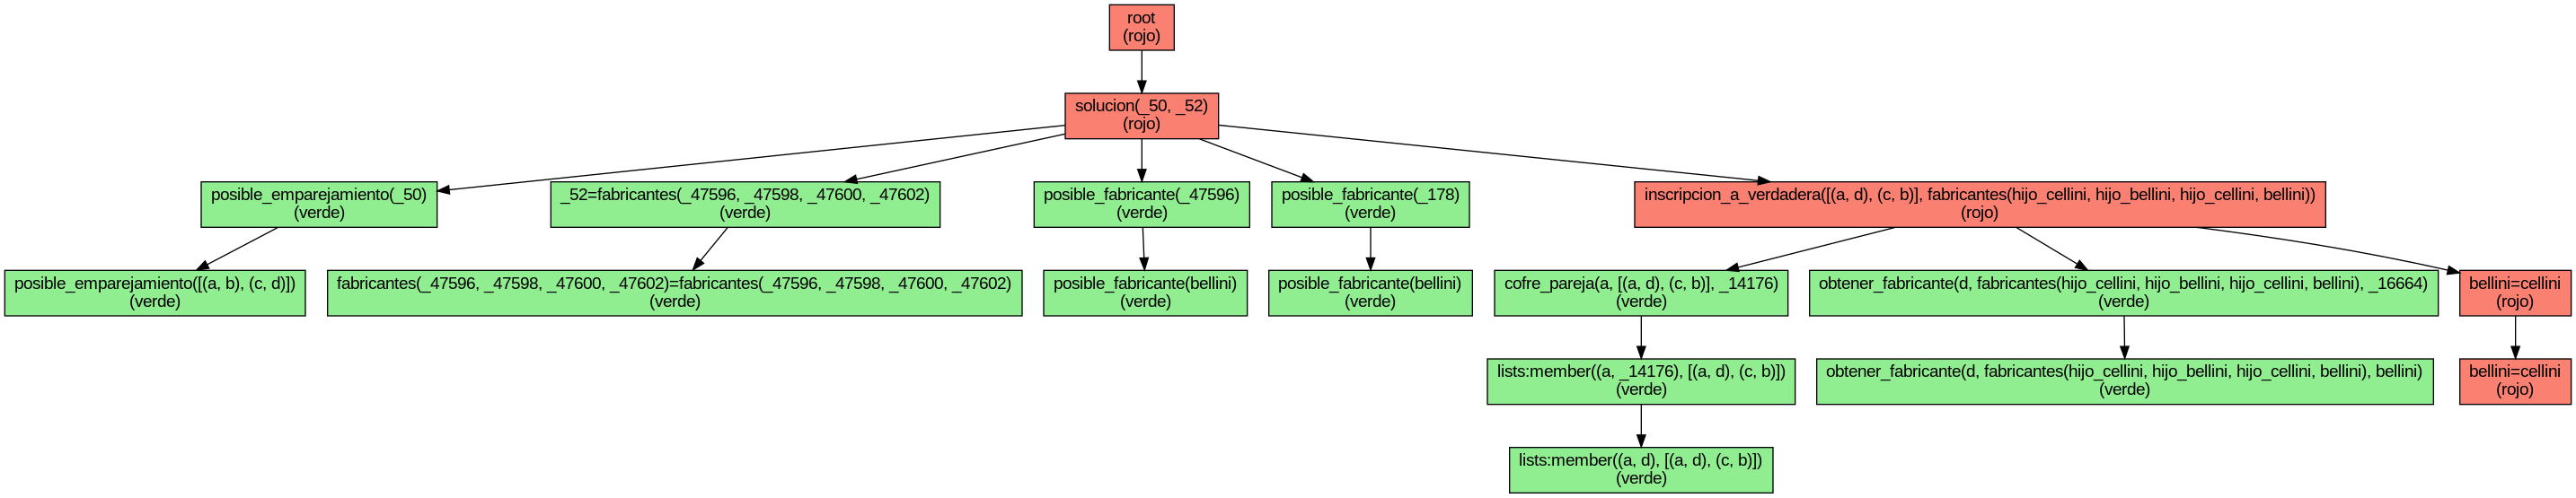 root
(rojo)
solucion(_50, _52)
(rojo)
posible_emparejamiento(_50)
(verde)
_52=fabricantes(_47596, _47598, _47600, _47602)
(verde)
posible_fabricante(_47596)
(verde)
posible_fabricante(_178)
(verde)
inscripcion_a_verdadera([(a, d), (c, b)], fabricantes(hijo_cellini, hijo_bellini, hijo_cellini, bellini))
(rojo)
posible_emparejamiento([(a, b), (c, d)])
(verde)
fabricantes(_47596, _47598, _47600, _47602)=fabricantes(_47596, _47598, _47600, _47602)
(verde)
posible_fabricante(bellini)
(verde)
posible_fabricante(bellini)
(verde)
cofre_pareja(a, [(a, d), (c, b)], _14176)
(verde)
obtener_fabricante(d, fabricantes(hijo_cellini, hijo_bellini, hijo_cellini, bellini), _16664)
(verde)
bellini=cellini
(rojo)
lists:member((a, _14176), [(a, d), (c, b)])
(verde)
obtener_fabricante(d, fabricantes(hijo_cellini, hijo_bellini, hijo_cellini, bellini), bellini)
(verde)
bellini=cellini
(rojo)
lists:member((a, d), [(a, d), (c, b)])
(verde)